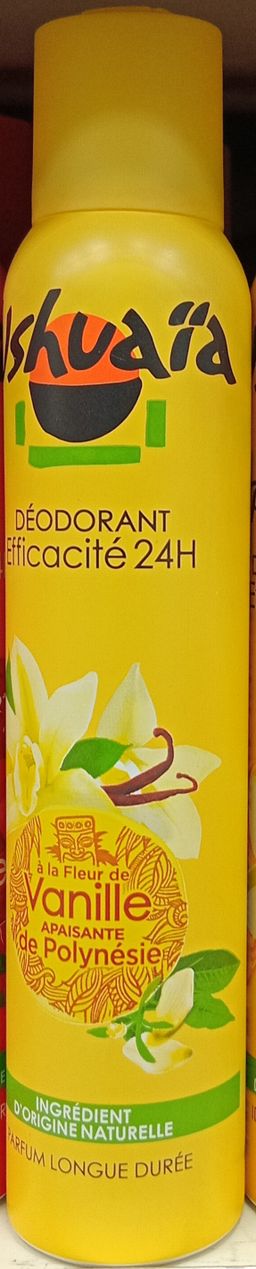 Ushuaïa
DÉODORANT
Efficacité 24H
à la Fleur de
Vanille
APAISANTE
de Polynésie
INGRÉDIENT
D'ORIGINE NATURELLE
PARFUM LONGUE DURÉE